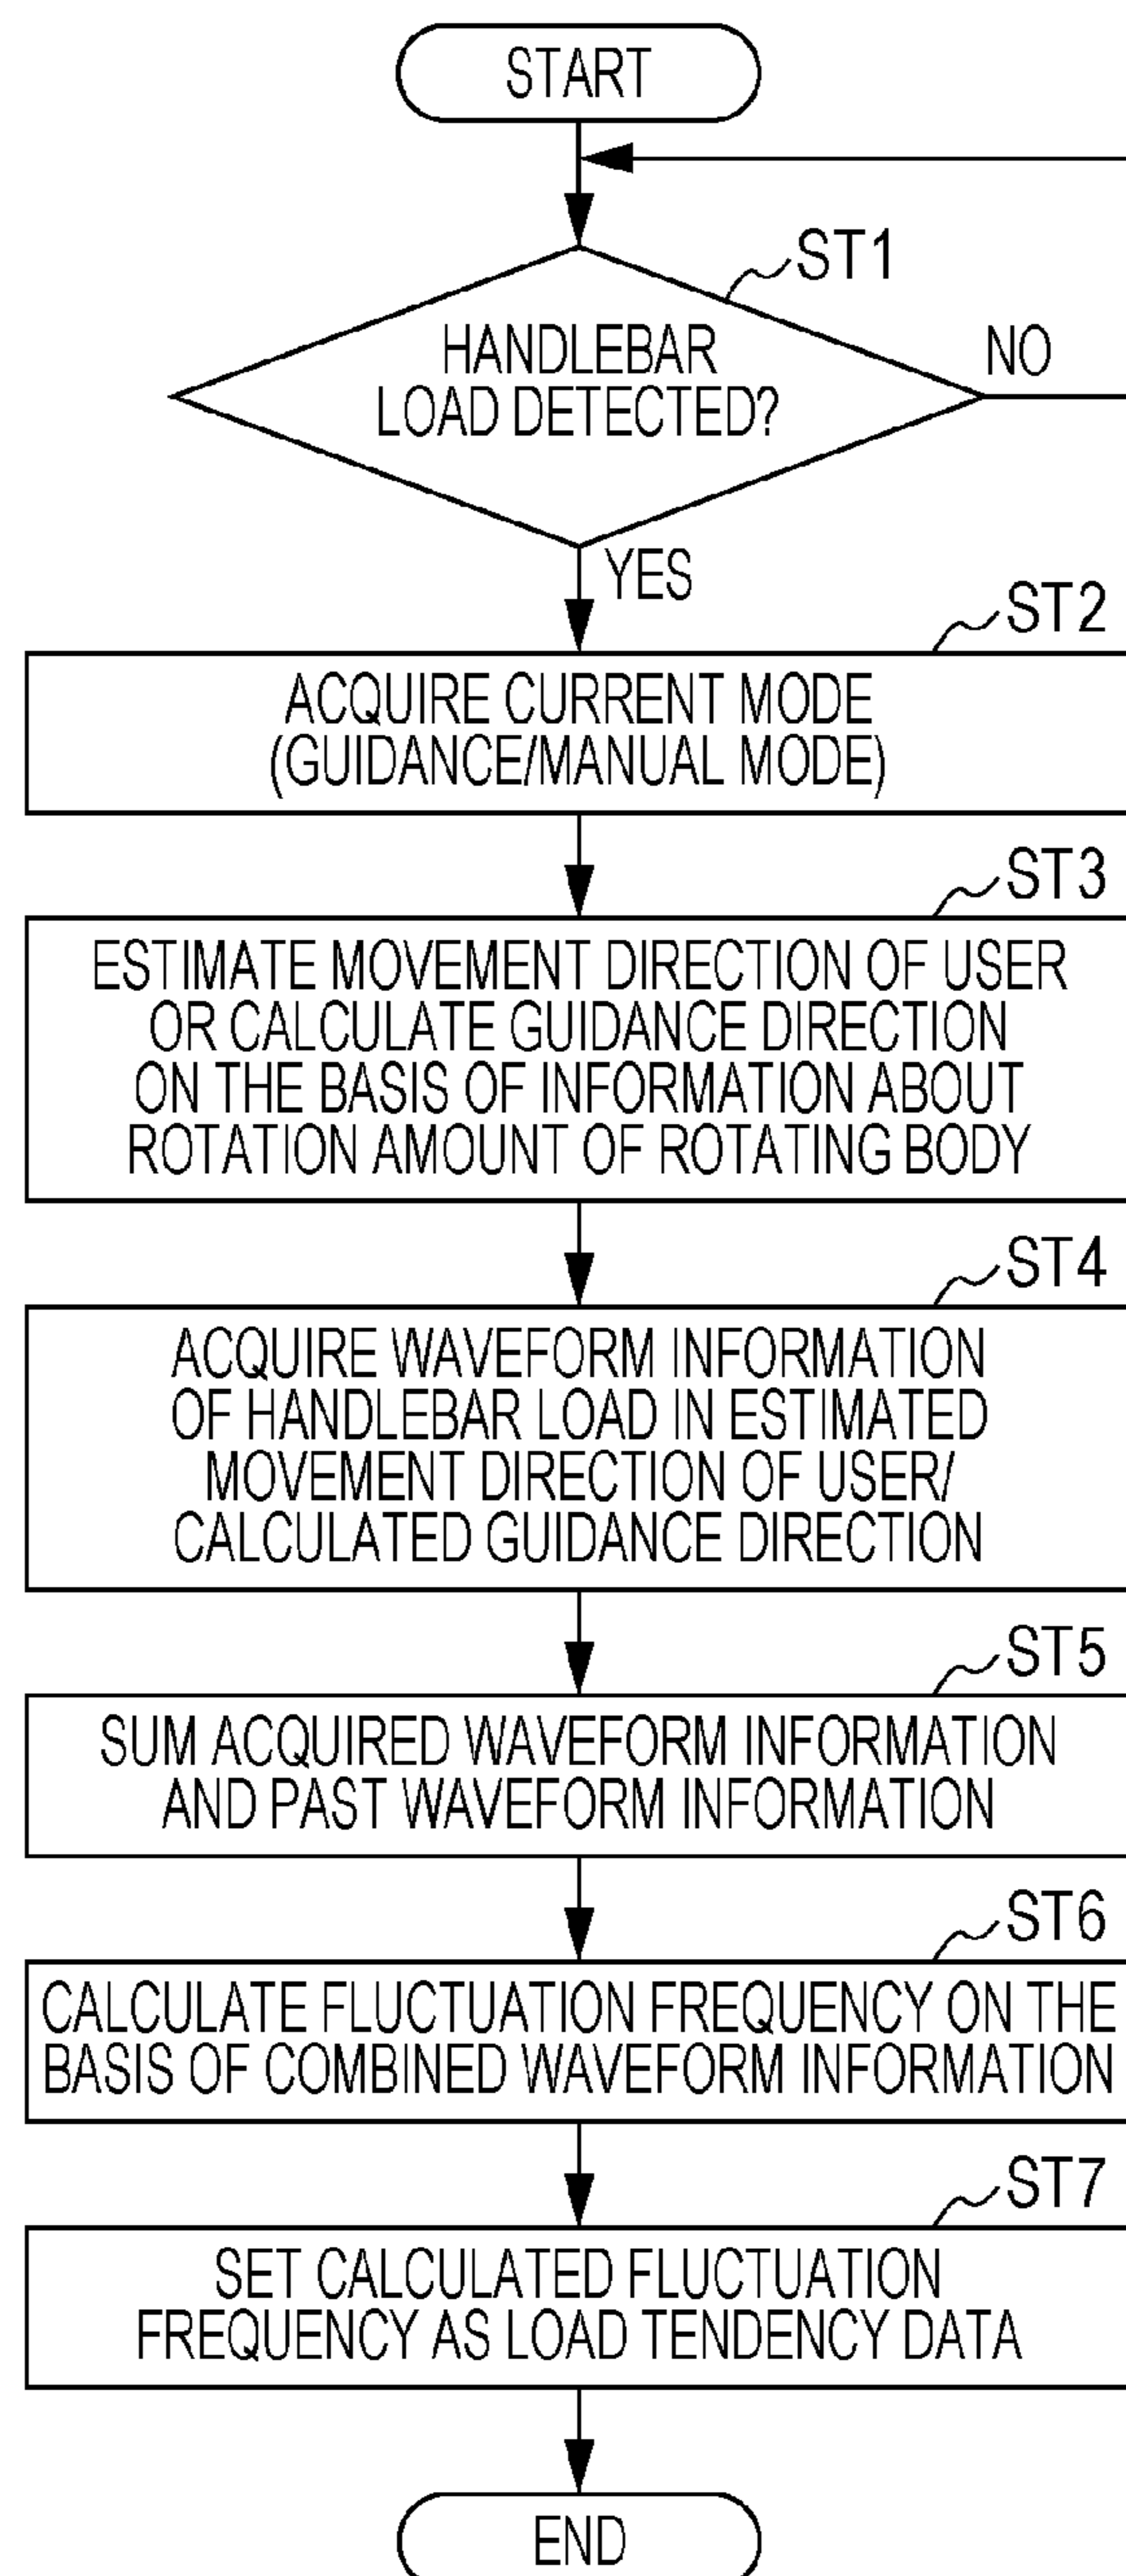 START
ST1
HANDLEBAR
LOAD DETECTED?
NO
YES
ST2
ACQUIRE CURRENT MODE
(GUIDANCE/MANUAL MODE)
ST3
ESTIMATE MOVEMENT DIRECTION OF USER
OR CALCULATE GUIDANCE DIRECTION
ON THE BASIS OF INFORMATION ABOUT
ROTATION AMOUNT OF ROTATING BODY
ST4
ACQUIRE WAVEFORM INFORMATION
OF HANDLEBAR LOAD IN ESTIMATED
MOVEMENT DIRECTION OF USER/
CALCULATED GUIDANCE DIRECTION
ST5
SUM ACQUIRED WAVEFORM INFORMATION
AND PAST WAVEFORM INFORMATION
ST6
CALCULATE FLUCTUATION FREQUENCY ON THE
BASIS OF COMBINED WAVEFORM INFORMATION
ST7
SET CALCULATED FLUCTUATION
FREQUENCY AS LOAD TENDENCY DATA
END